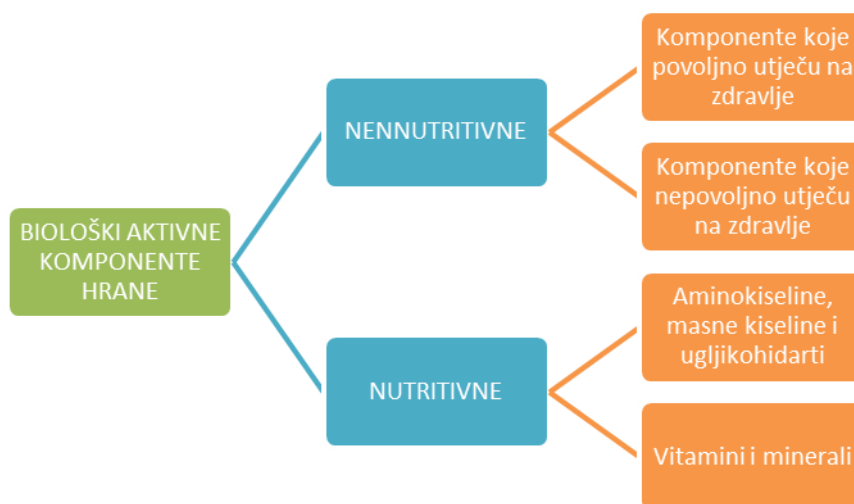 Komponente koje
povoljno utječu na
zdravlje
NENNUTRITIVNE
Komponente koje
nepovoljno utječu
na zdravlje
BIOLOŠKI AKTIVNE
KOMPONENTE
HRANE
Aminokiseline,
masne kiseline i
ugljikohidarti
NUTRITIVNE
Vitamini i minerali